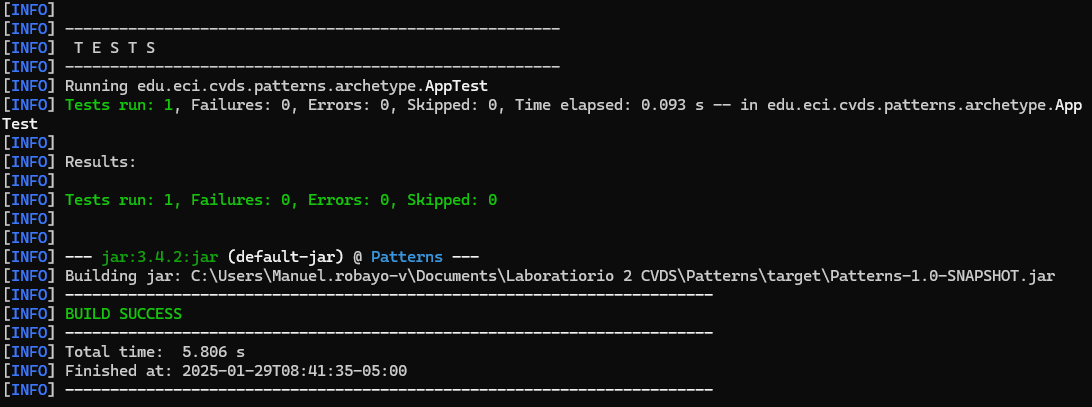 [INFO]
[INFO] -------------------------------------------------------
[INFO]  T E S T S
[INFO] -------------------------------------------------------
[INFO] Running edu.eci.cvds.patterns.archetype.AppTest
[INFO] Tests run: 1, Failures: 0, Errors: 0, Skipped: 0, Time elapsed: 0.093 s -- in edu.eci.cvds.patterns.archetype.App
Test
[INFO]
[INFO] Results:
[INFO]
[INFO] Tests run: 1, Failures: 0, Errors: 0, Skipped: 0
[INFO]
[INFO]
[INFO] --- jar:3.4.2:jar (default-jar) @ Patterns ---
[INFO] Building jar: C:\Users\Manuel.robayo-v\Documents\Laboratiorio 2 CVDS\Patterns\target\Patterns-1.0-SNAPSHOT.jar
[INFO] ------------------------------------------------------------------------
[INFO] BUILD SUCCESS
[INFO] ------------------------------------------------------------------------
[INFO] Total time:  5.806 s
[INFO] Finished at: 2025-01-29T08:41:35-05:00
[INFO] ------------------------------------------------------------------------